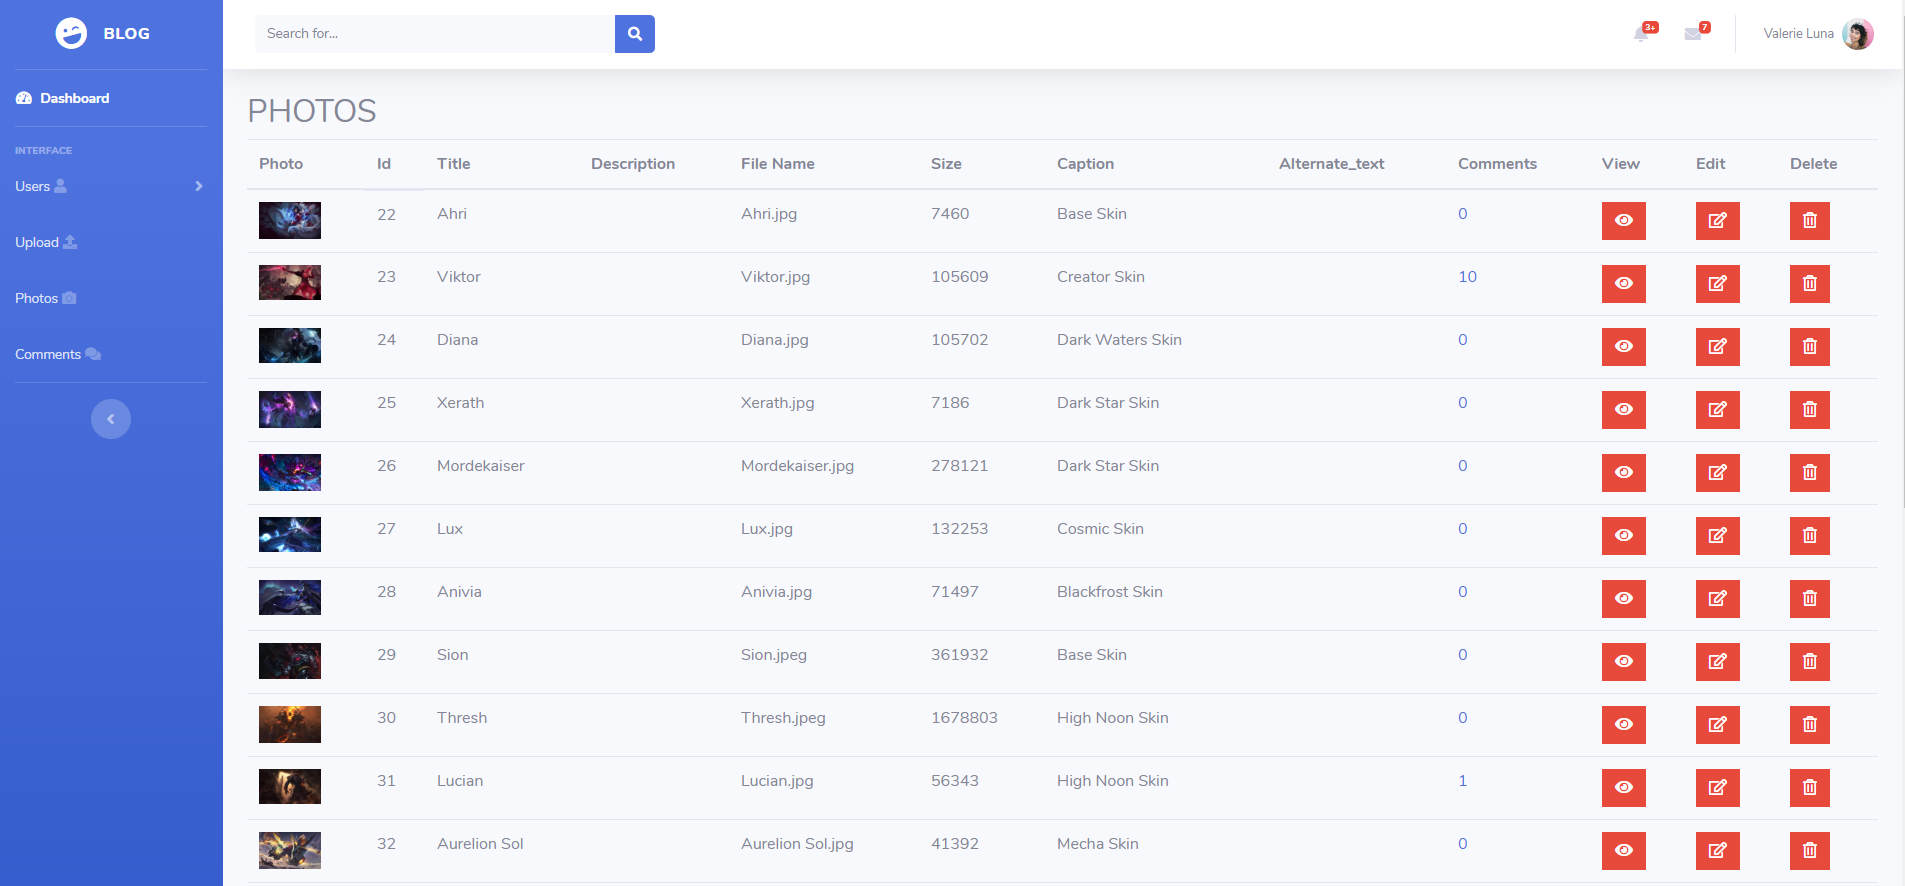 BLOG
Search for...
3+
7
Valerie Luna
Dashboard
INTERFACE
Users
Upload
Photos
Comments
PHOTOS
Photo Id Title Description File Name Size Caption Alternate_text Comments View Edit Delete
22 Ahri Ahri.jpg 7460 Base Skin 0
23 Viktor Viktor.jpg 105609 Creator Skin 10
24 Diana Diana.jpg 105702 Dark Waters Skin 0
25 Xerath Xerath.jpg 7186 Dark Star Skin 0
26 Mordekaiser Mordekaiser.jpg 278121 Dark Star Skin 0
27 Lux Lux.jpg 132253 Cosmic Skin 0
28 Anivia Anivia.jpg 71497 Blackfrost Skin 0
29 Sion Sion.jpeg 361932 Base Skin 0
30 Thresh Thresh.jpeg 1678803 High Noon Skin 0
31 Lucian Lucian.jpg 56343 High Noon Skin 1
32 Aurelion Sol Aurelion Sol.jpg 41392 Mecha Skin 0